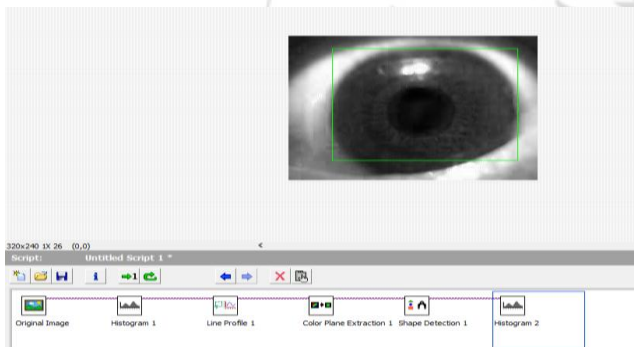 320x240 1X 26 (0,0) <
Script: Untitled Script 1 *
1
Original Image Histogram 1 Line Profile 1 Color Plane Extraction 1 Shape Detection 1 Histogram 2